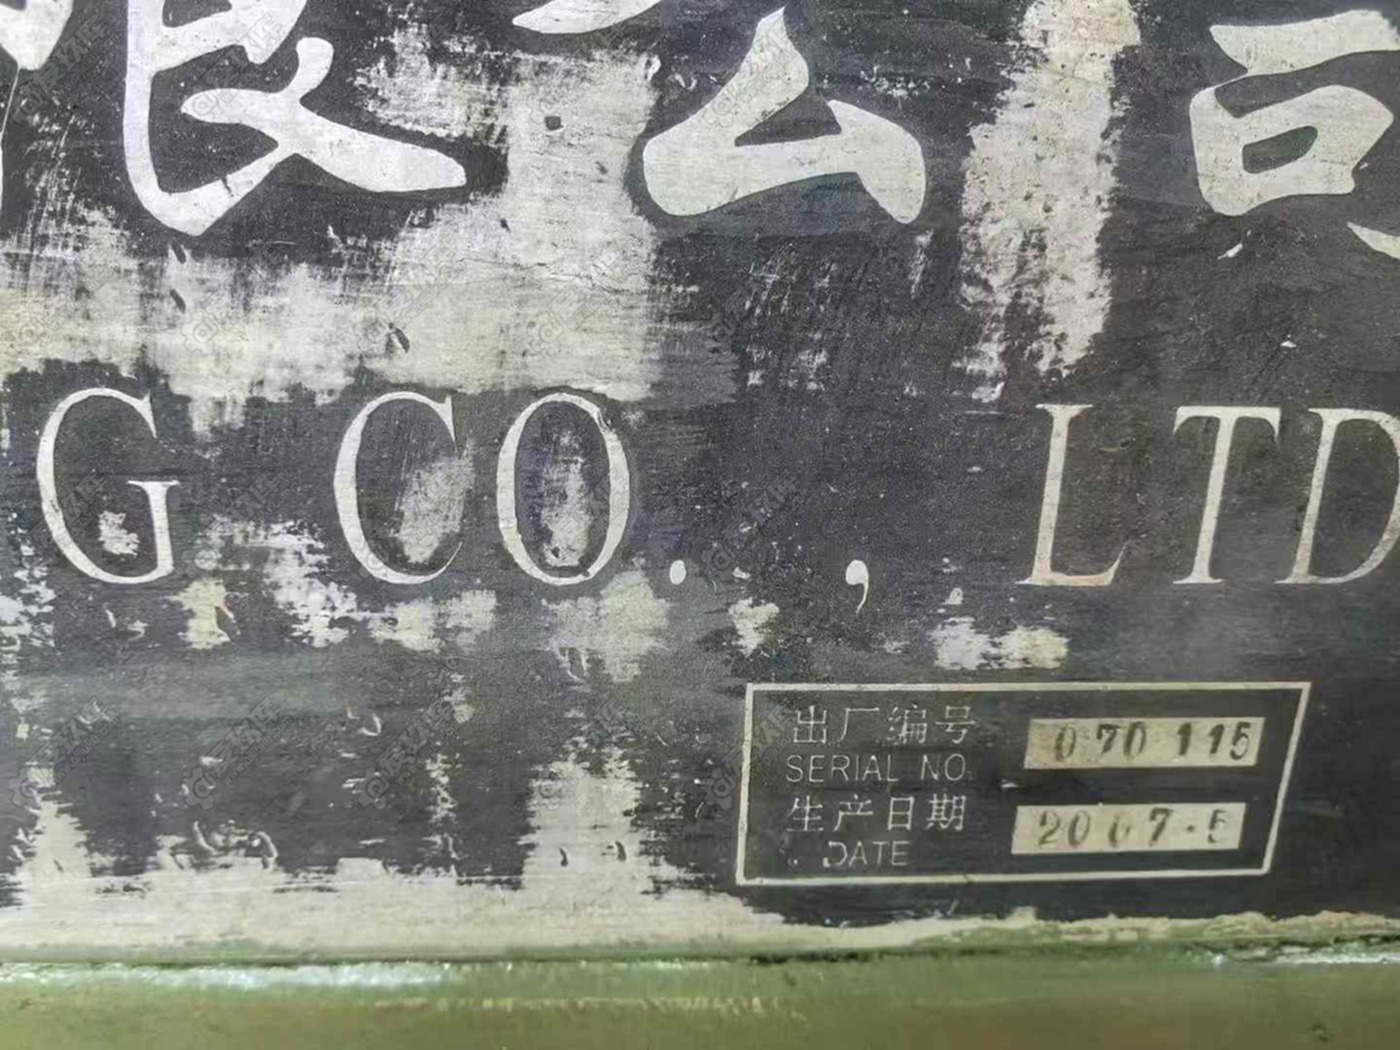 限公司
G CO., LTD
出厂编号 070115
SERIAL NO.
生产日期 2007.5
DATE